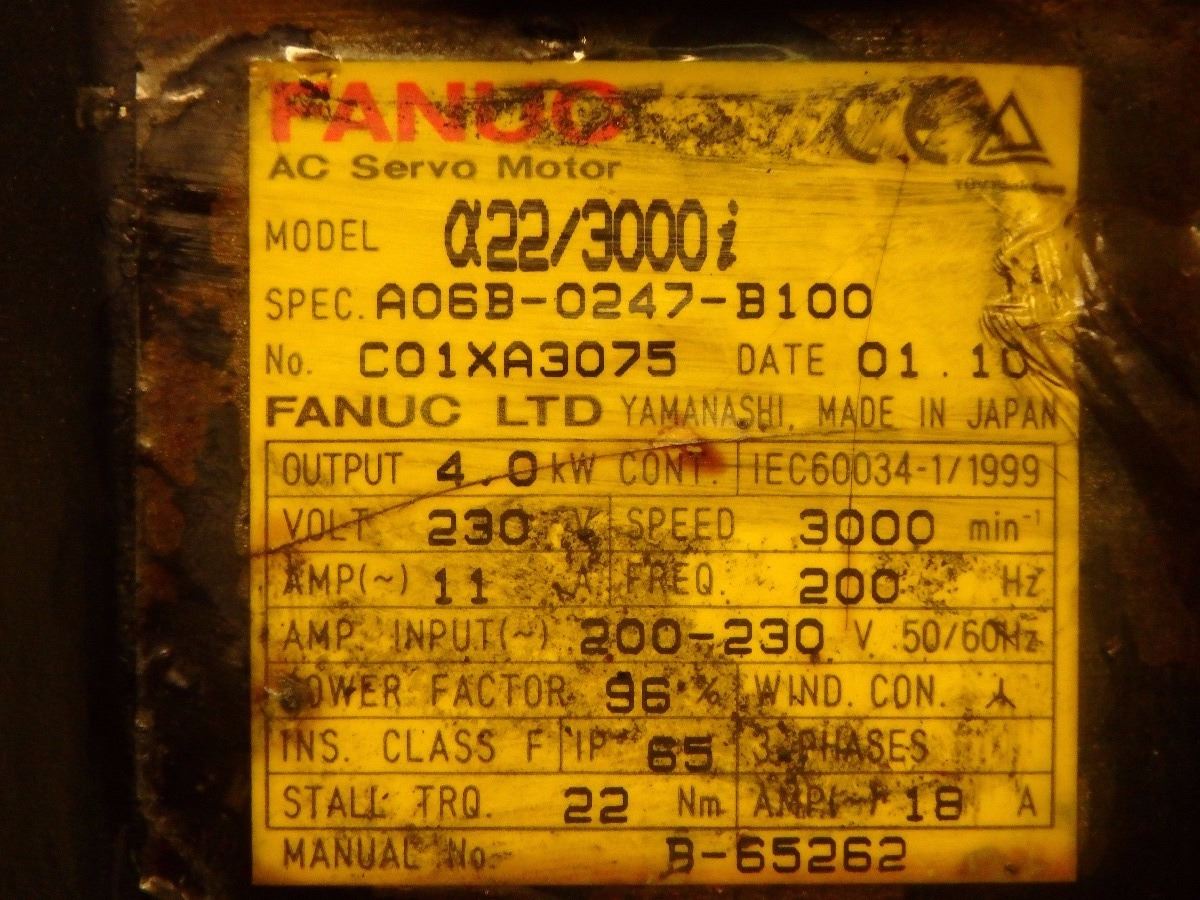 FANUC
CE
AC Servo Motor
MODEL α22/3000i
SPEC. A06B-0247-B100
No. C01XA3075 DATE 01.10
FANUC LTD YAMANASHI, MADE IN JAPAN
OUTPUT 4.0 kW CONT. IEC60034-1/1999
VOLT 230 V SPEED 3000 min⁻¹
AMP(~) 11 A FREQ. 200 Hz
AMP. INPUT(~) 200-230 V 50/60Hz
POWER FACTOR 96 % WIND. CON.
INS. CLASS F IP 65 3 PHASES
STALL TRQ. 22 Nm AMP(~) 18 A
MANUAL No. B-65262